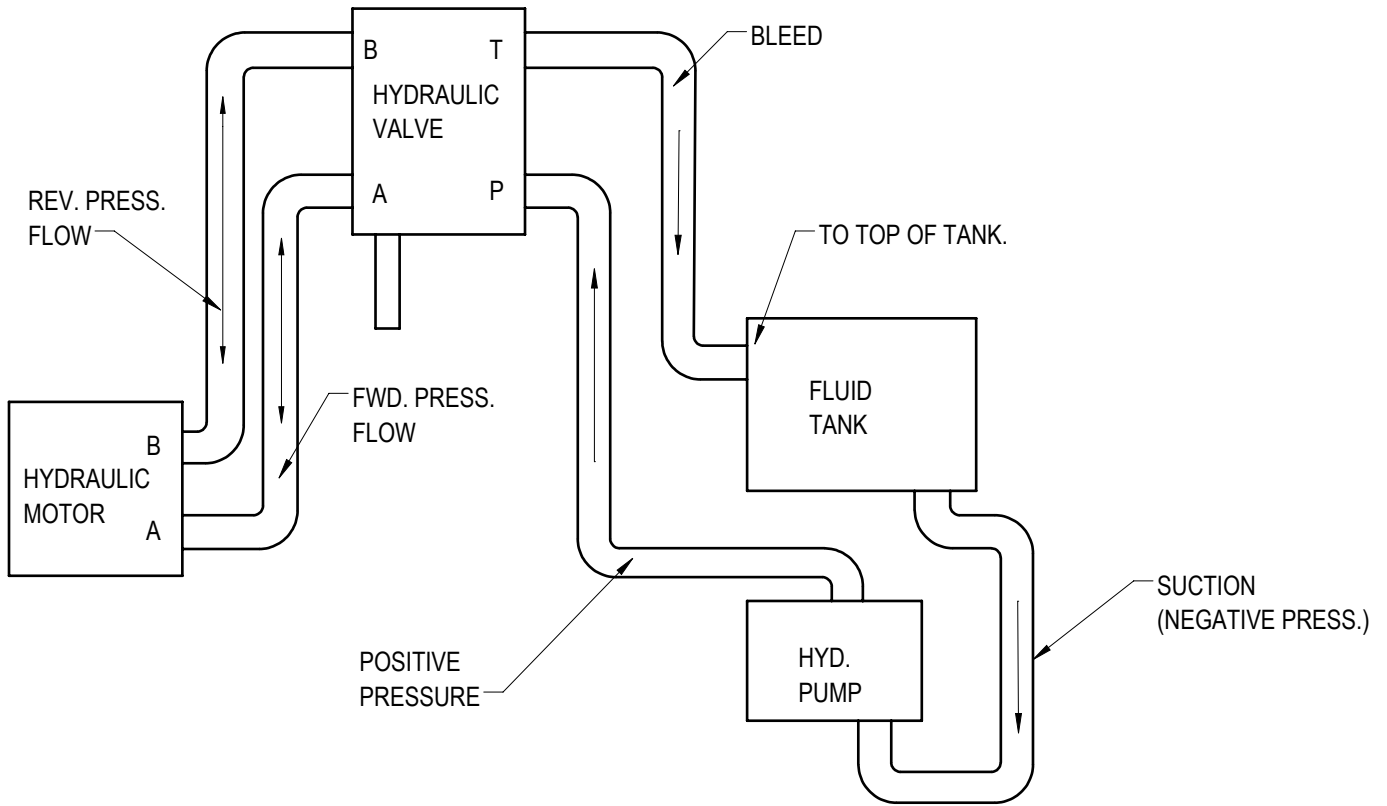 B
T
BLEED
HYDRAULIC
VALVE
A
P
REV. PRESS.
FLOW
TO TOP OF TANK.
FWD. PRESS.
FLOW
FLUID
TANK
B
HYDRAULIC
MOTOR
A
SUCTION
(NEGATIVE PRESS.)
POSITIVE
PRESSURE
HYD.
PUMP